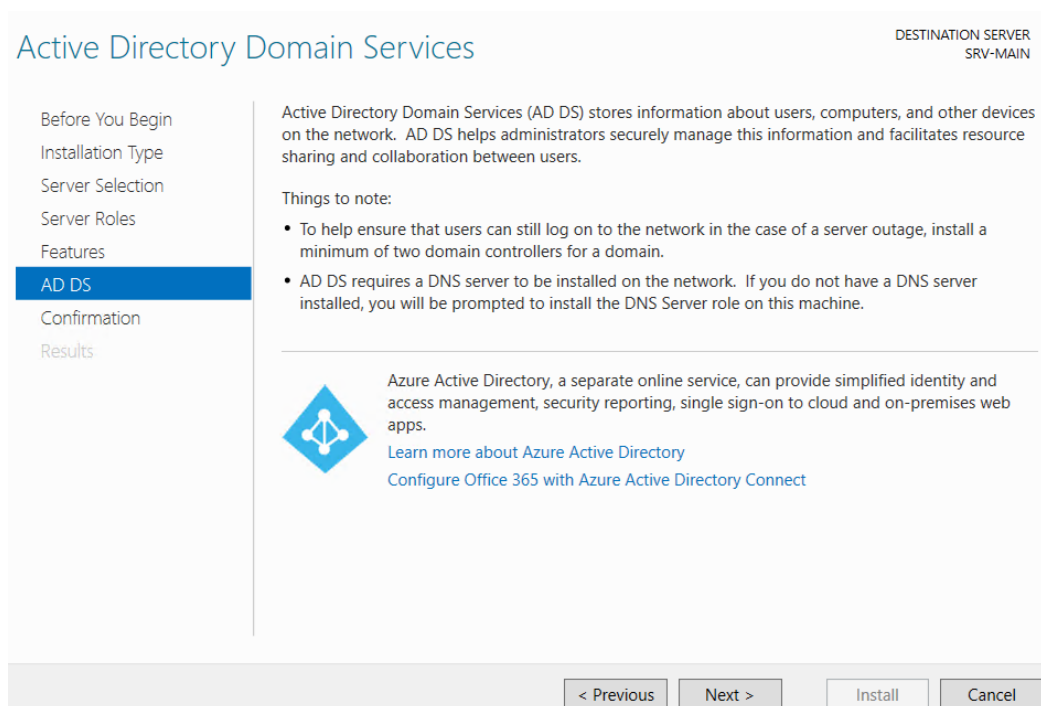 Active Directory Domain Services
DESTINATION SERVER
SRV-MAIN
Before You Begin
Installation Type
Server Selection
Server Roles
Features
AD DS
Confirmation
Results
Active Directory Domain Services (AD DS) stores information about users, computers, and other devices
on the network. AD DS helps administrators securely manage this information and facilitates resource
sharing and collaboration between users.
Things to note:
• To help ensure that users can still log on to the network in the case of a server outage, install a
minimum of two domain controllers for a domain.
• AD DS requires a DNS server to be installed on the network. If you do not have a DNS server
installed, you will be prompted to install the DNS Server role on this machine.
Azure Active Directory, a separate online service, can provide simplified identity and
access management, security reporting, single sign-on to cloud and on-premises web
apps.
Learn more about Azure Active Directory
Configure Office 365 with Azure Active Directory Connect
< Previous
Next >
Install
Cancel